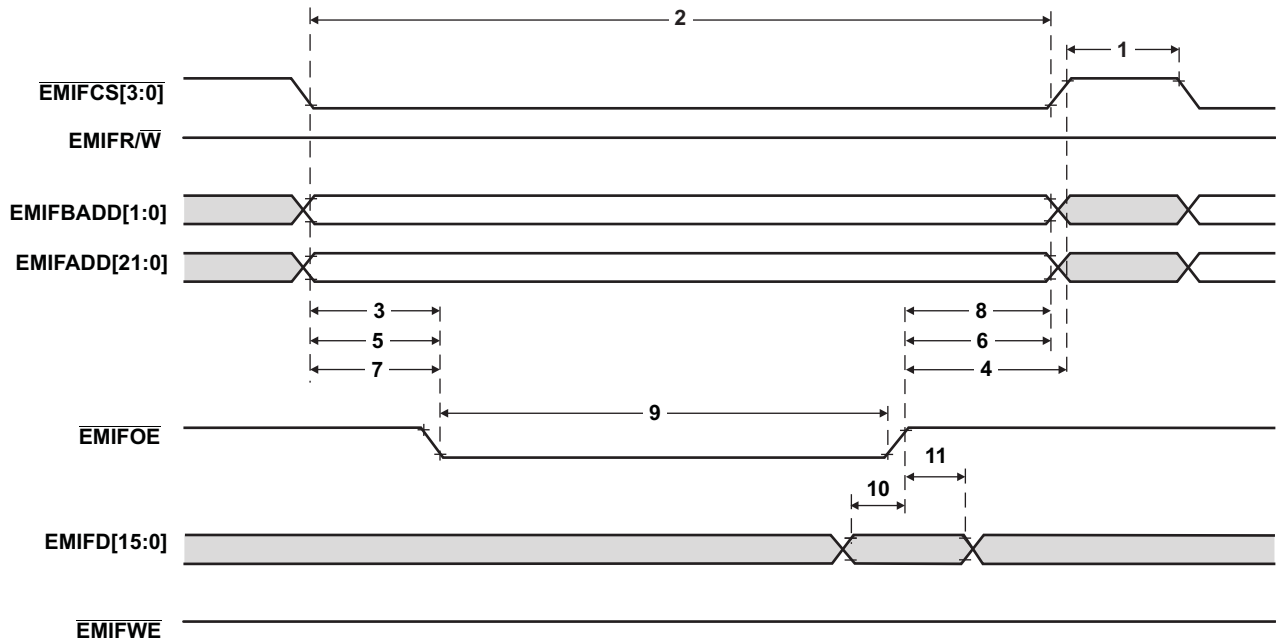 2
1
EMIFCS[3:0]
EMIFR/W
EMIFBADD[1:0]
EMIFADD[21:0]
3 8
5 6
7 4
9
EMIFOE
11
10
EMIFD[15:0]
EMIFWE